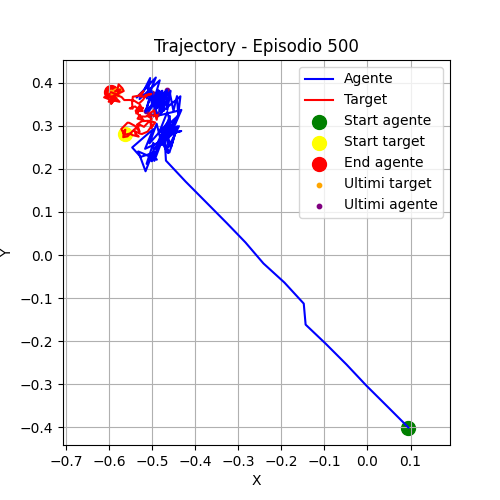 Trajectory - Episodio 500
Agente
Target
Start agente
Start target
End agente
Ultimi target
Ultimi agente
Y
0.4
0.3
0.2
0.1
0.0
−0.1
−0.2
−0.3
−0.4
−0.7 −0.6 −0.5 −0.4 −0.3 −0.2 −0.1 0.0 0.1
X